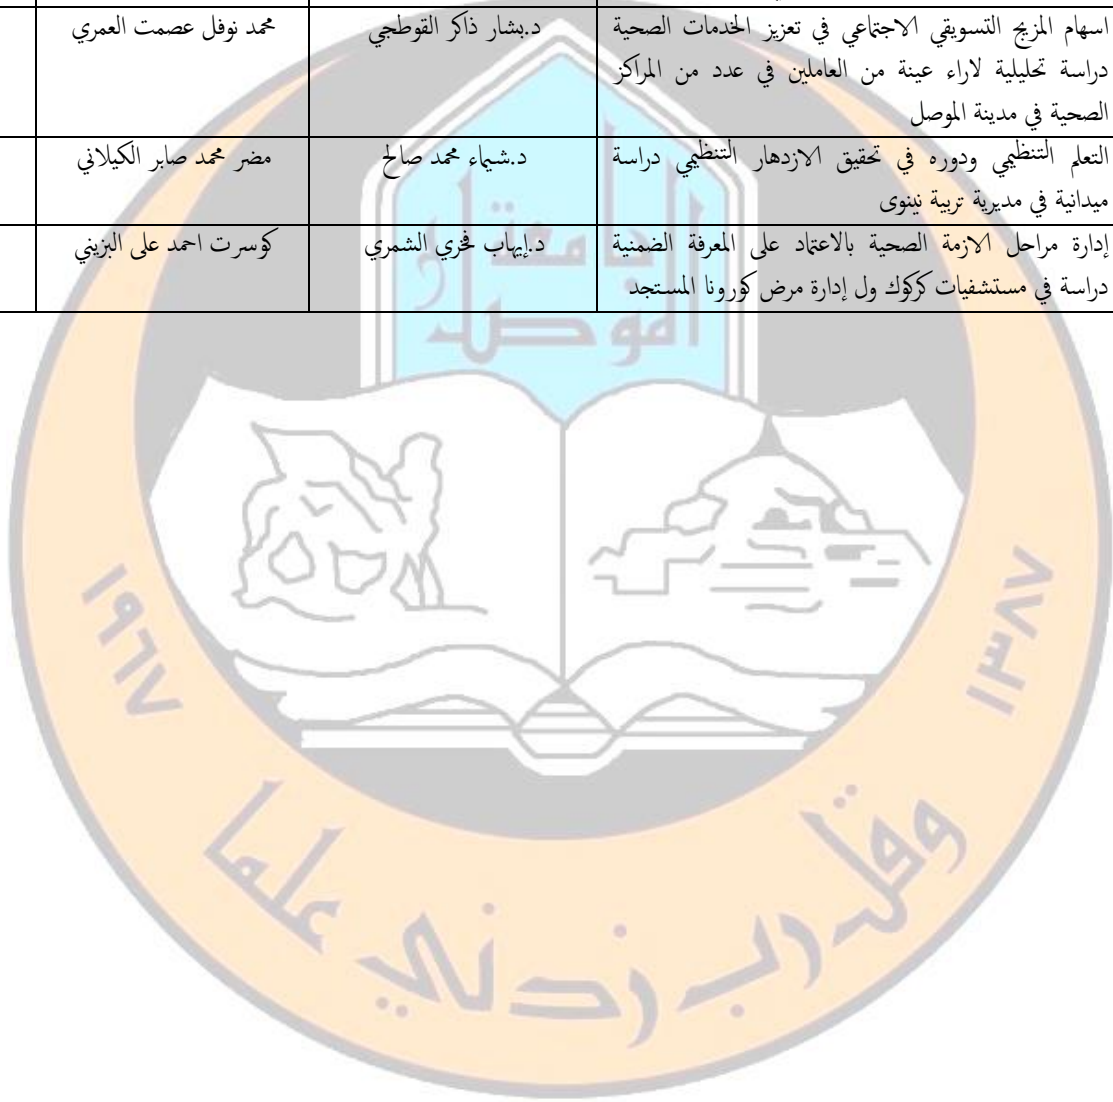 اسهام المزيج التسويقي الاجتماعي في تعزيز الخدمات الصحية
دراسة تحليلية لاراء عينة من العاملين في عدد من المراكز
الصحية في مدينة الموصل
د.بشار ذاكر القوطجي
محمد نوفل عصمت العمري
التعلم التنظيمي ودوره في تحقيق الازدهار التنظيمي دراسة
ميدانية في مديرية تربية نينوى
د.شيماء محمد صالح
مضر محمد صابر الكيلاني
إدارة مراحل الازمة الصحية بالاعتماد على المعرفة الضمنية
دراسة في مستشفيات كركوك ول إدارة مرض كورونا المستجد
د.إيهاب فخري الشمري
كوسرت احمد على البزيني
جامعة
الموصل
١٣٨٧
١٩٦٧
وقل رب زدني علما